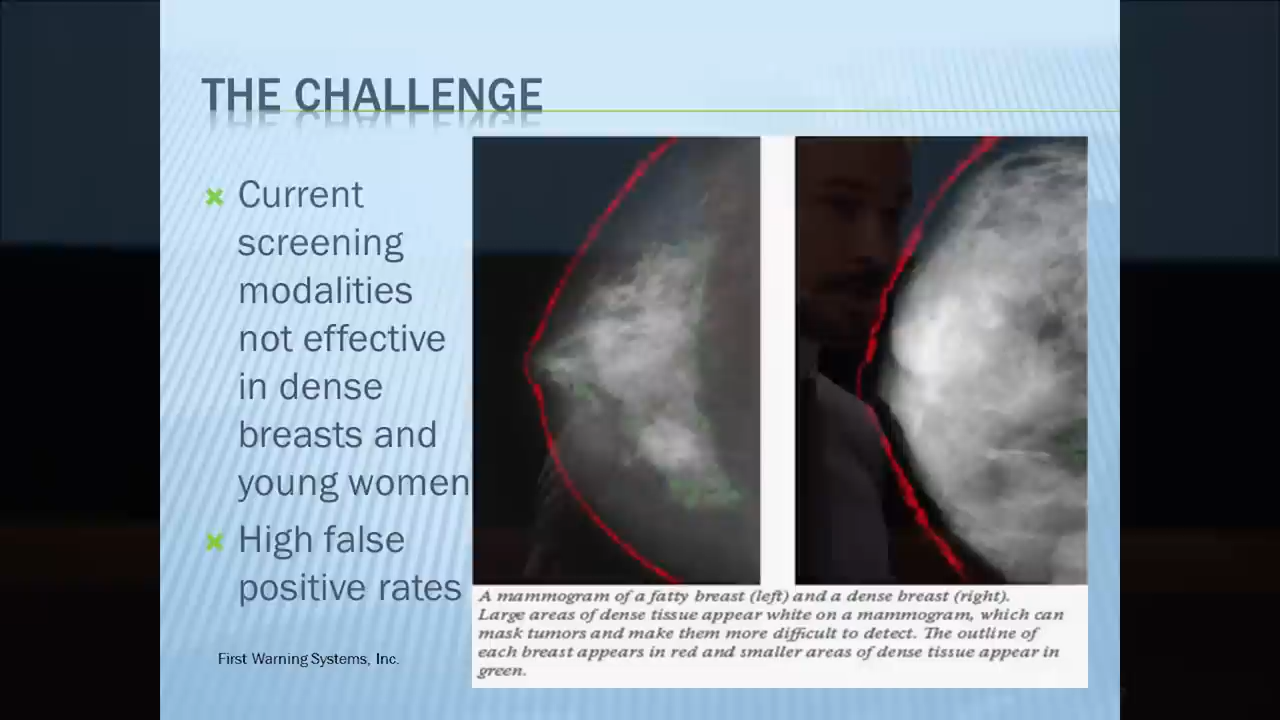 THE CHALLENGE
Current
screening
modalities
not effective
in dense
breasts and
young women
High false
positive rates
First Warning Systems, Inc.
A mammogram of a fatty breast (left) and a dense breast (right).
Large areas of dense tissue appear white on a mammogram, which can
mask tumors and make them more difficult to detect. The outline of
each breast appears in red and smaller areas of dense tissue appear in
green.